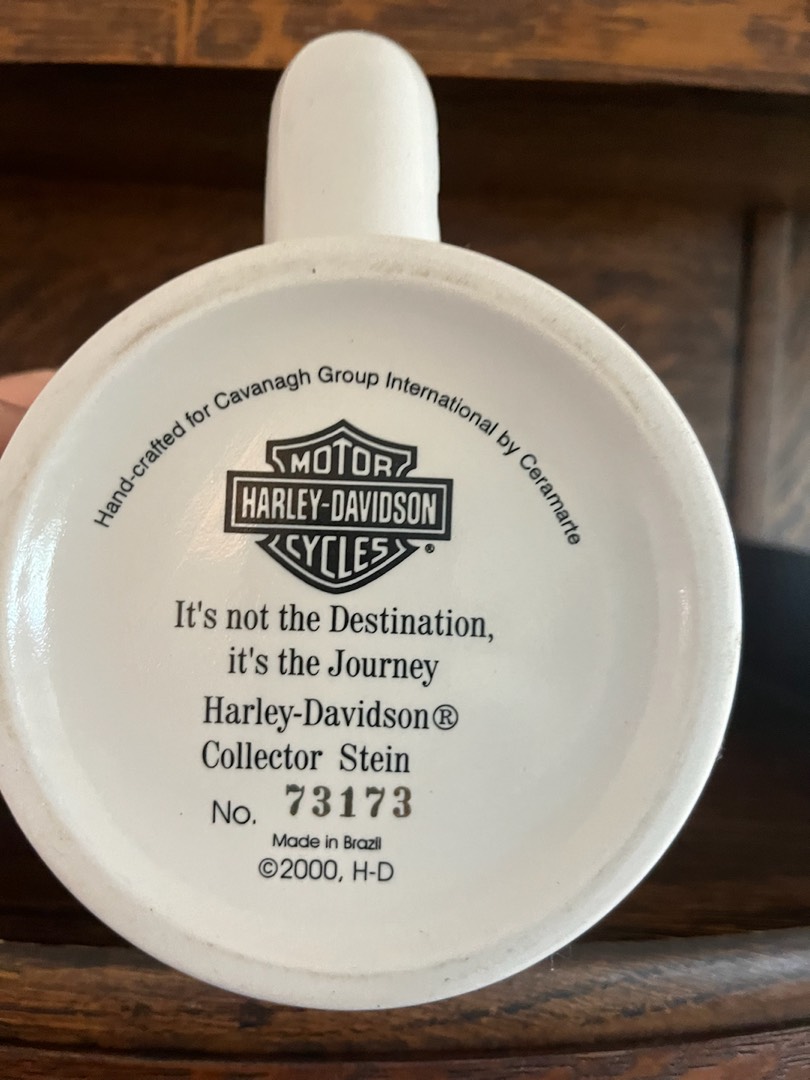 Hand-crafted for Cavanagh Group International by Ceramarte
MOTOR
HARLEY-DAVIDSON
CYCLES®
It's not the Destination,
it's the Journey
Harley-Davidson®
Collector Stein
No. 73173
Made in Brazil
©2000, H-D